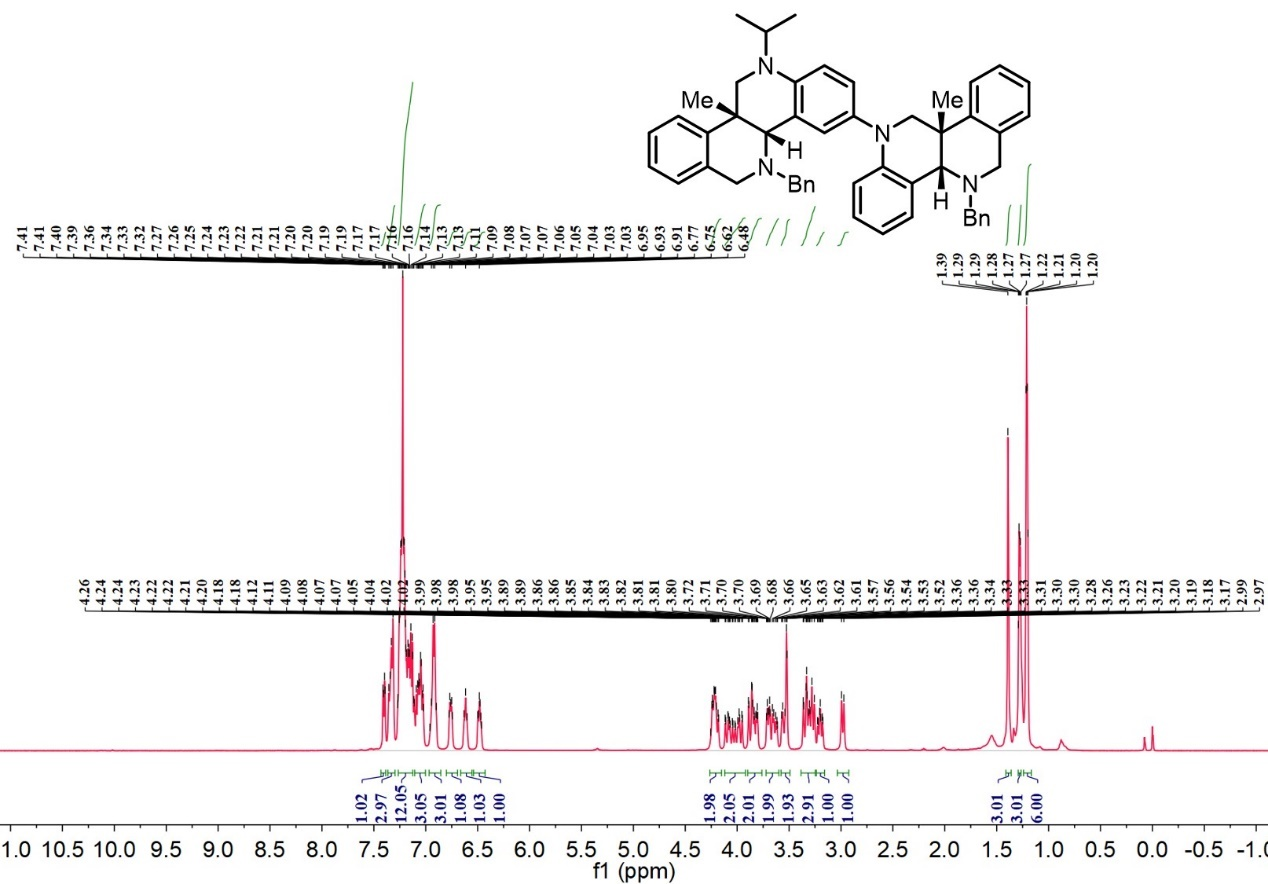 N
Me
H
N
Bn
N
Me
H
N
Bn
7.41 7.41 7.40 7.39 7.36 7.34 7.33 7.32 7.27 7.26 7.25 7.24 7.23 7.22 7.21 7.21 7.20 7.20 7.19 7.19 7.17 7.17 7.16 7.16 7.14 7.13 7.13 7.11 7.09 7.08 7.07 7.07 7.06 7.05 7.04 7.03 7.03 6.95 6.93 6.91 6.77 6.75 6.62 6.48
1.39 1.29 1.29 1.28 1.27 1.27 1.22 1.21 1.20 1.20
4.26 4.24 4.24 4.23 4.22 4.22 4.21 4.20 4.18 4.18 4.12 4.11 4.09 4.08 4.07 4.07 4.05 4.04 4.02 4.02 3.99 3.98 3.98 3.95 3.95 3.89 3.89 3.86 3.86 3.85 3.84 3.83 3.82 3.81 3.81 3.80 3.72 3.71 3.70 3.70 3.69 3.68 3.66 3.65 3.63 3.62 3.61 3.57 3.56 3.54 3.53 3.52 3.36 3.36 3.34 3.33 3.33 3.31 3.30 3.30 3.28 3.26 3.23 3.22 3.21 3.20 3.19 3.18 3.17 2.99 2.97
1.02 2.97 12.05 3.05 3.01 1.08 1.03 1.00 1.98 2.05 2.01 1.99 1.93 2.91 1.00 1.00 3.01 3.01 6.00
1.0 10.5 10.0 9.5 9.0 8.5 8.0 7.5 7.0 6.5 6.0 5.5 5.0 4.5 4.0 3.5 3.0 2.5 2.0 1.5 1.0 0.5 0.0 -0.5 -1.0
f1 (ppm)